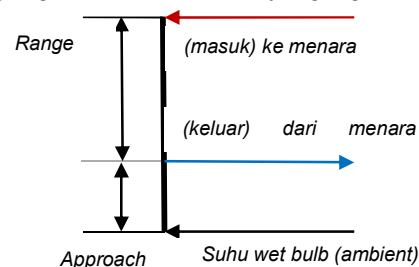 Range
(masuk) ke menara
(keluar) dari menara
Approach
Suhu wet bulb (ambient)